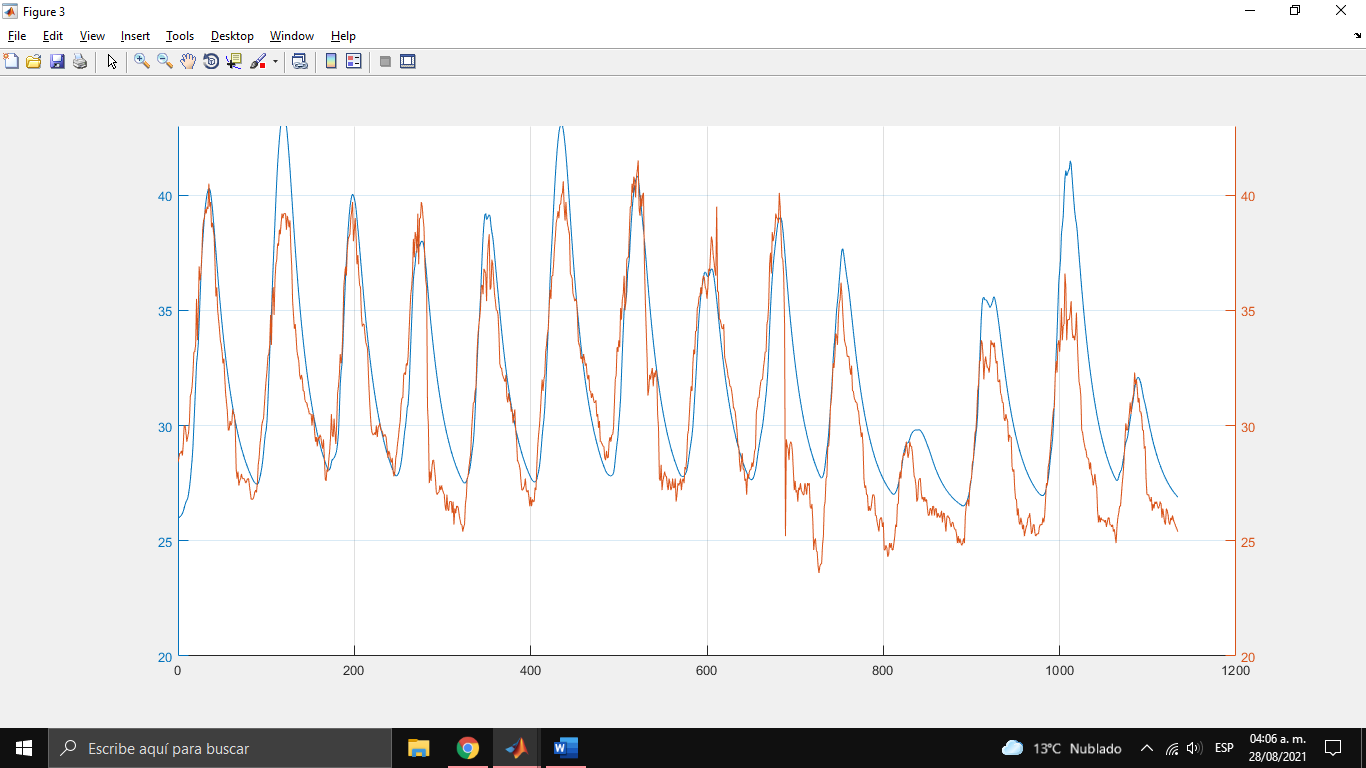 Figure 3
File Edit View Insert Tools Desktop Window Help
40 40
35 35
30 30
25 25
20 20
0 200 400 600 800 1000 1200
Escribe aquí para buscar
13°C Nublado
ESP
04:06 a. m.
28/08/2021